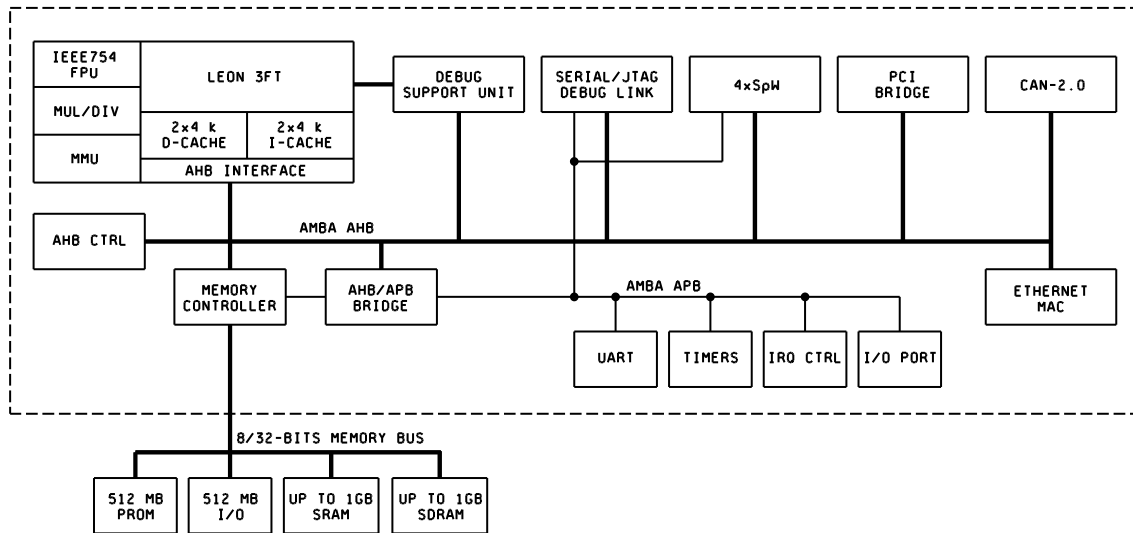 IEEE754
FPU
MUL/DIV
MMU
LEON 3FT
2x4 k
D-CACHE
2x4 k
I-CACHE
AHB INTERFACE
DEBUG
SUPPORT UNIT
SERIAL/JTAG
DEBUG LINK
4xSpW
PCI
BRIDGE
CAN-2.0
AHB CTRL
AMBA AHB
MEMORY
CONTROLLER
AHB/APB
BRIDGE
AMBA APB
ETHERNET
MAC
UART
TIMERS
IRQ CTRL
I/O PORT
8/32-BITS MEMORY BUS
512 MB
PROM
512 MB
I/O
UP TO 1GB
SRAM
UP TO 1GB
SDRAM